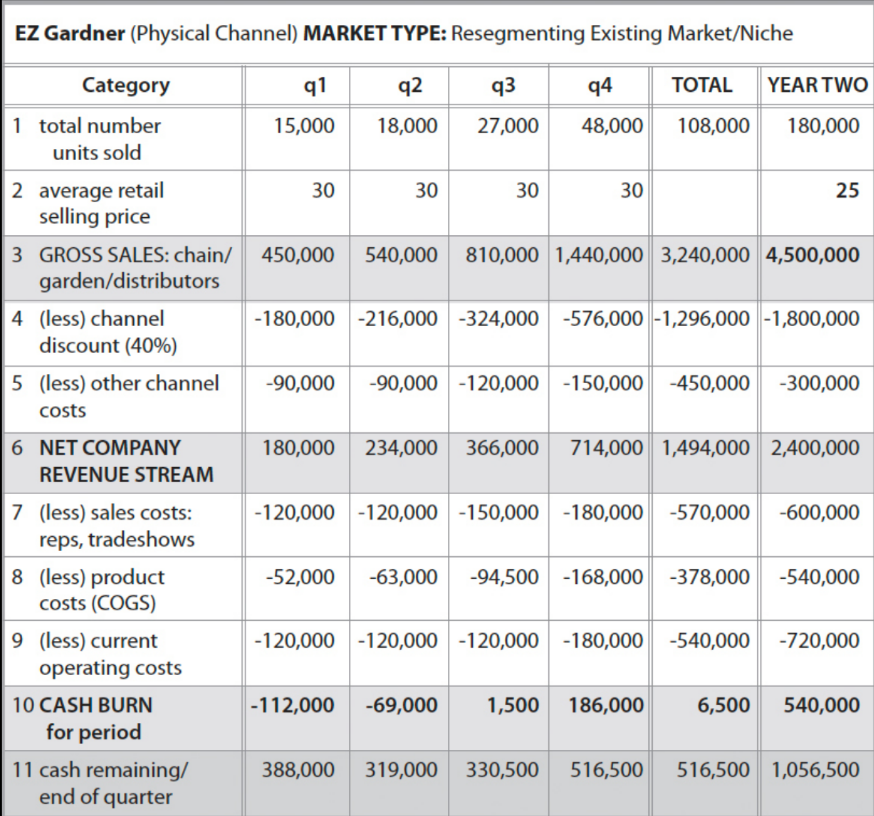 EZ Gardner (Physical Channel) MARKET TYPE: Resegmenting Existing Market/Niche
Category q1 q2 q3 q4 TOTAL YEAR TWO
1 total number 15,000 18,000 27,000 48,000 108,000 180,000
units sold
2 average retail 30 30 30 30 25
selling price
3 GROSS SALES: chain/ 450,000 540,000 810,000 1,440,000 3,240,000 4,500,000
garden/distributors
4 (less) channel -180,000 -216,000 -324,000 -576,000 -1,296,000 -1,800,000
discount (40%)
5 (less) other channel -90,000 -90,000 -120,000 -150,000 -450,000 -300,000
costs
6 NET COMPANY 180,000 234,000 366,000 714,000 1,494,000 2,400,000
REVENUE STREAM
7 (less) sales costs: -120,000 -120,000 -150,000 -180,000 -570,000 -600,000
reps, tradeshows
8 (less) product -52,000 -63,000 -94,500 -168,000 -378,000 -540,000
costs (COGS)
9 (less) current -120,000 -120,000 -120,000 -180,000 -540,000 -720,000
operating costs
10 CASH BURN -112,000 -69,000 1,500 186,000 6,500 540,000
for period
11 cash remaining/ 388,000 319,000 330,500 516,500 516,500 1,056,500
end of quarter